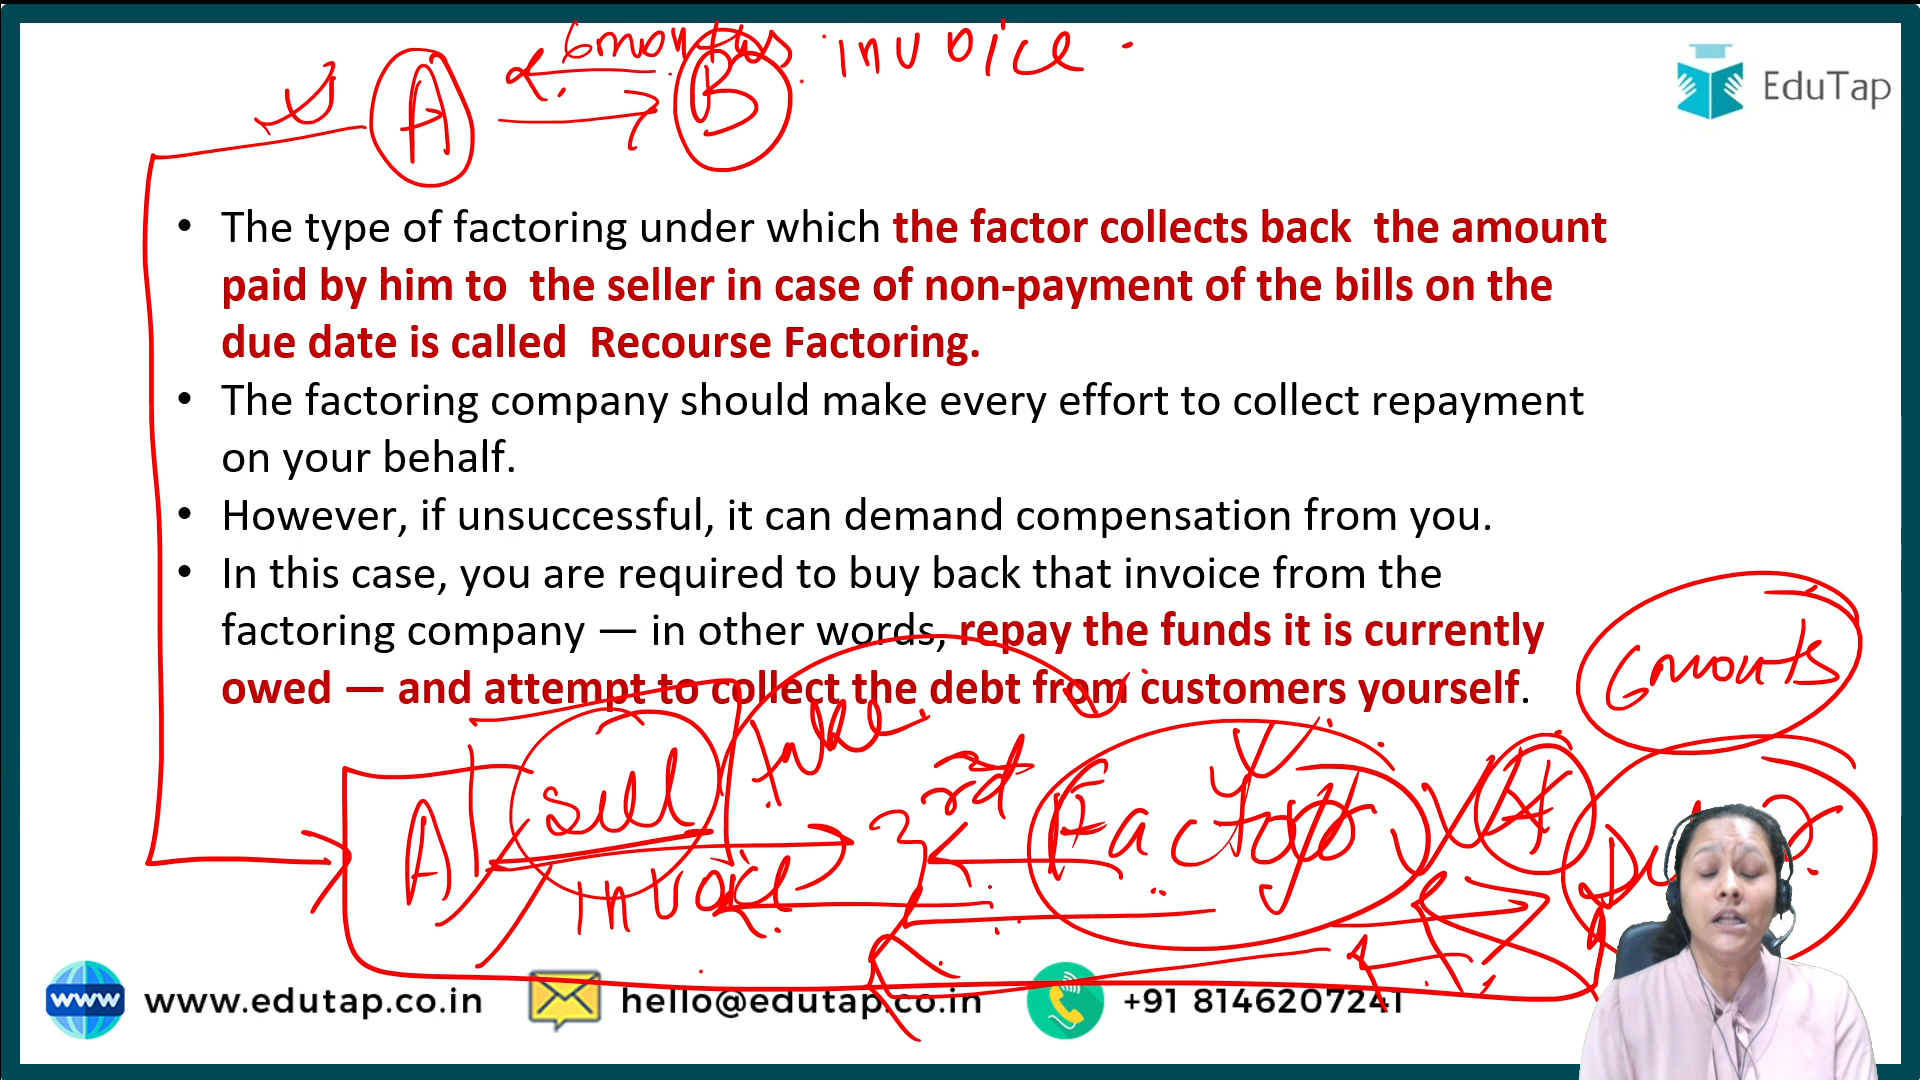 6months
invoice
A
B
EduTap
• The type of factoring under which the factor collects back the amount
paid by him to the seller in case of non-payment of the bills on the
due date is called Recourse Factoring.
• The factoring company should make every effort to collect repayment
on your behalf.
• However, if unsuccessful, it can demand compensation from you.
• In this case, you are required to buy back that invoice from the
factoring company — in other words, repay the funds it is currently
owed — and attempt to collect the debt from customers yourself.
6 months
sell
take
3rd
Factor
A
invoice
www
www.edutap.co.in
hello@edutap.co.in
+91 8146207241